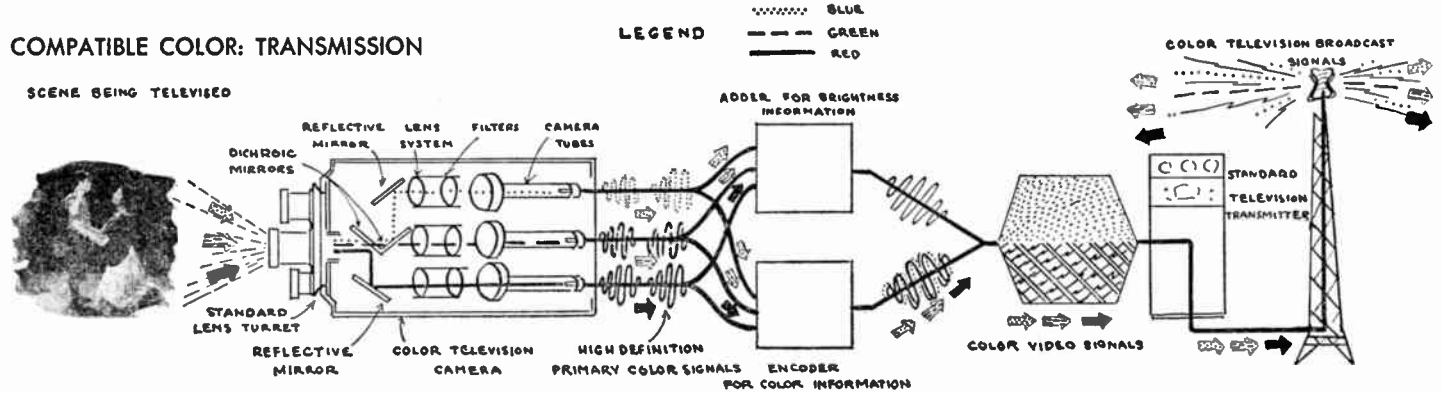 COMPATIBLE COLOR: TRANSMISSION
LEGEND
BLUE
GREEN
RED
SCENE BEING TELEVISED
REFLECTIVE
MIRROR
LENS
SYSTEM
FILTERS
CAMERA
TUBES
DICHROIC
MIRRORS
ADDER FOR BRIGHTNESS
INFORMATION
COLOR TELEVISION BROADCAST
SIGNALS
STANDARD
TELEVISION
TRANSMITTER
STANDARD
LENS TURRET
REFLECTIVE
MIRROR
COLOR TELEVISION
CAMERA
HIGH DEFINITION
PRIMARY COLOR SIGNALS
ENCODER
FOR COLOR INFORMATION
COLOR VIDEO SIGNALS